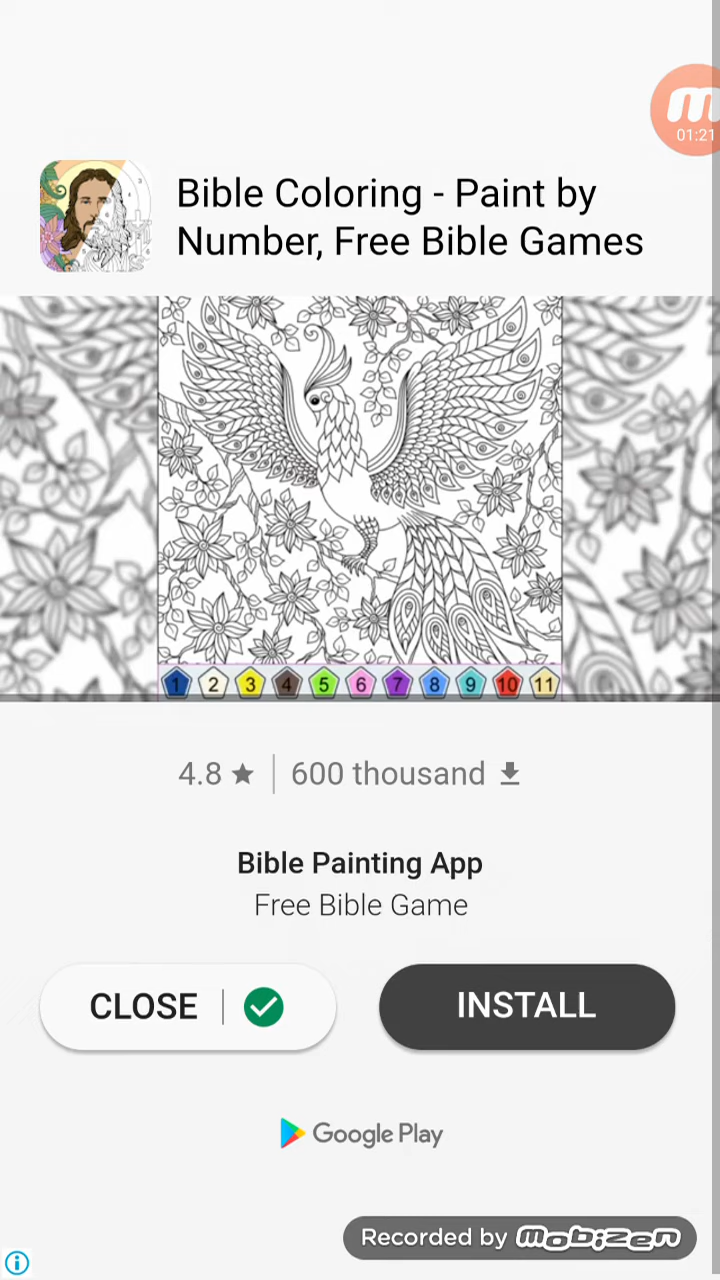 01:21
Bible Coloring - Paint by
Number, Free Bible Games
1 2 3 4 5 6 7 8 9 10 11
4.8 ★ | 600 thousand
Bible Painting App
Free Bible Game
CLOSE
INSTALL
Google Play
Recorded by mobizen